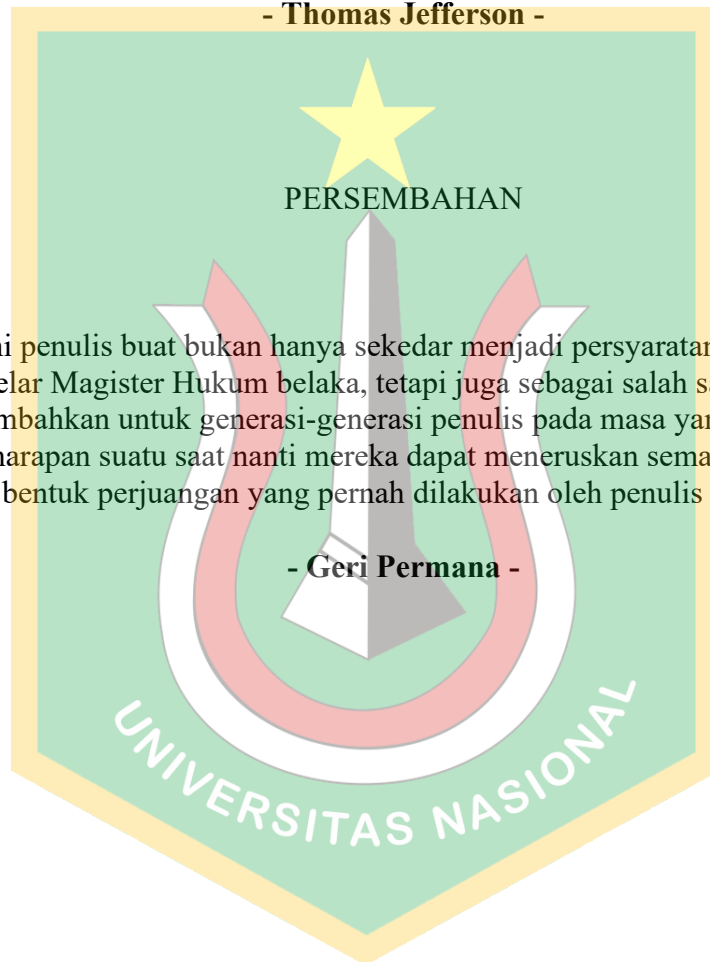 - Thomas Jefferson -
PERSEMBAHAN
ni penulis buat bukan hanya sekedar menjadi persyaratan
elar Magister Hukum belaka, tetapi juga sebagai salah sa
mbahkan untuk generasi-generasi penulis pada masa yan
harapan suatu saat nanti mereka dapat meneruskan sema
bentuk perjuangan yang pernah dilakukan oleh penulis
- Geri Permana -
UNIVERSITAS NASIONAL